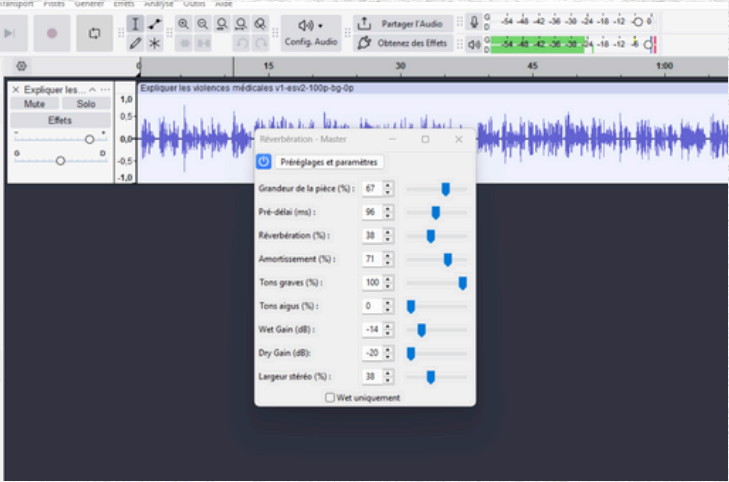 Transport Pistes Générer Effets Analyse Outils Aide
Config. Audio
Partager l'Audio
Obtenez des Effets
G
D
-54 -48 -42 -36 -30 -24 -18 -12 -6 0
G
D
-54 -48 -42 -36 -30 -24 -18 -12 -6 0
0 15 30 45 1:00
Expliquer les...
Mute Solo
Effets
- +
G D
1,0
0,5
0,0
-0,5
-1,0
Expliquer les violences médicales v1-esv2-100p-bg-0p
Réverbération - Master
Préréglages et paramètres
Grandeur de la pièce (%) : 67
Pré-délai (ms) : 96
Réverbération (%) : 38
Amortissement (%) : 71
Tons graves (%) : 100
Tons aigus (%) : 0
Wet Gain (dB) : -14
Dry Gain (dB): -20
Largeur stéréo (%) : 38
Wet uniquement